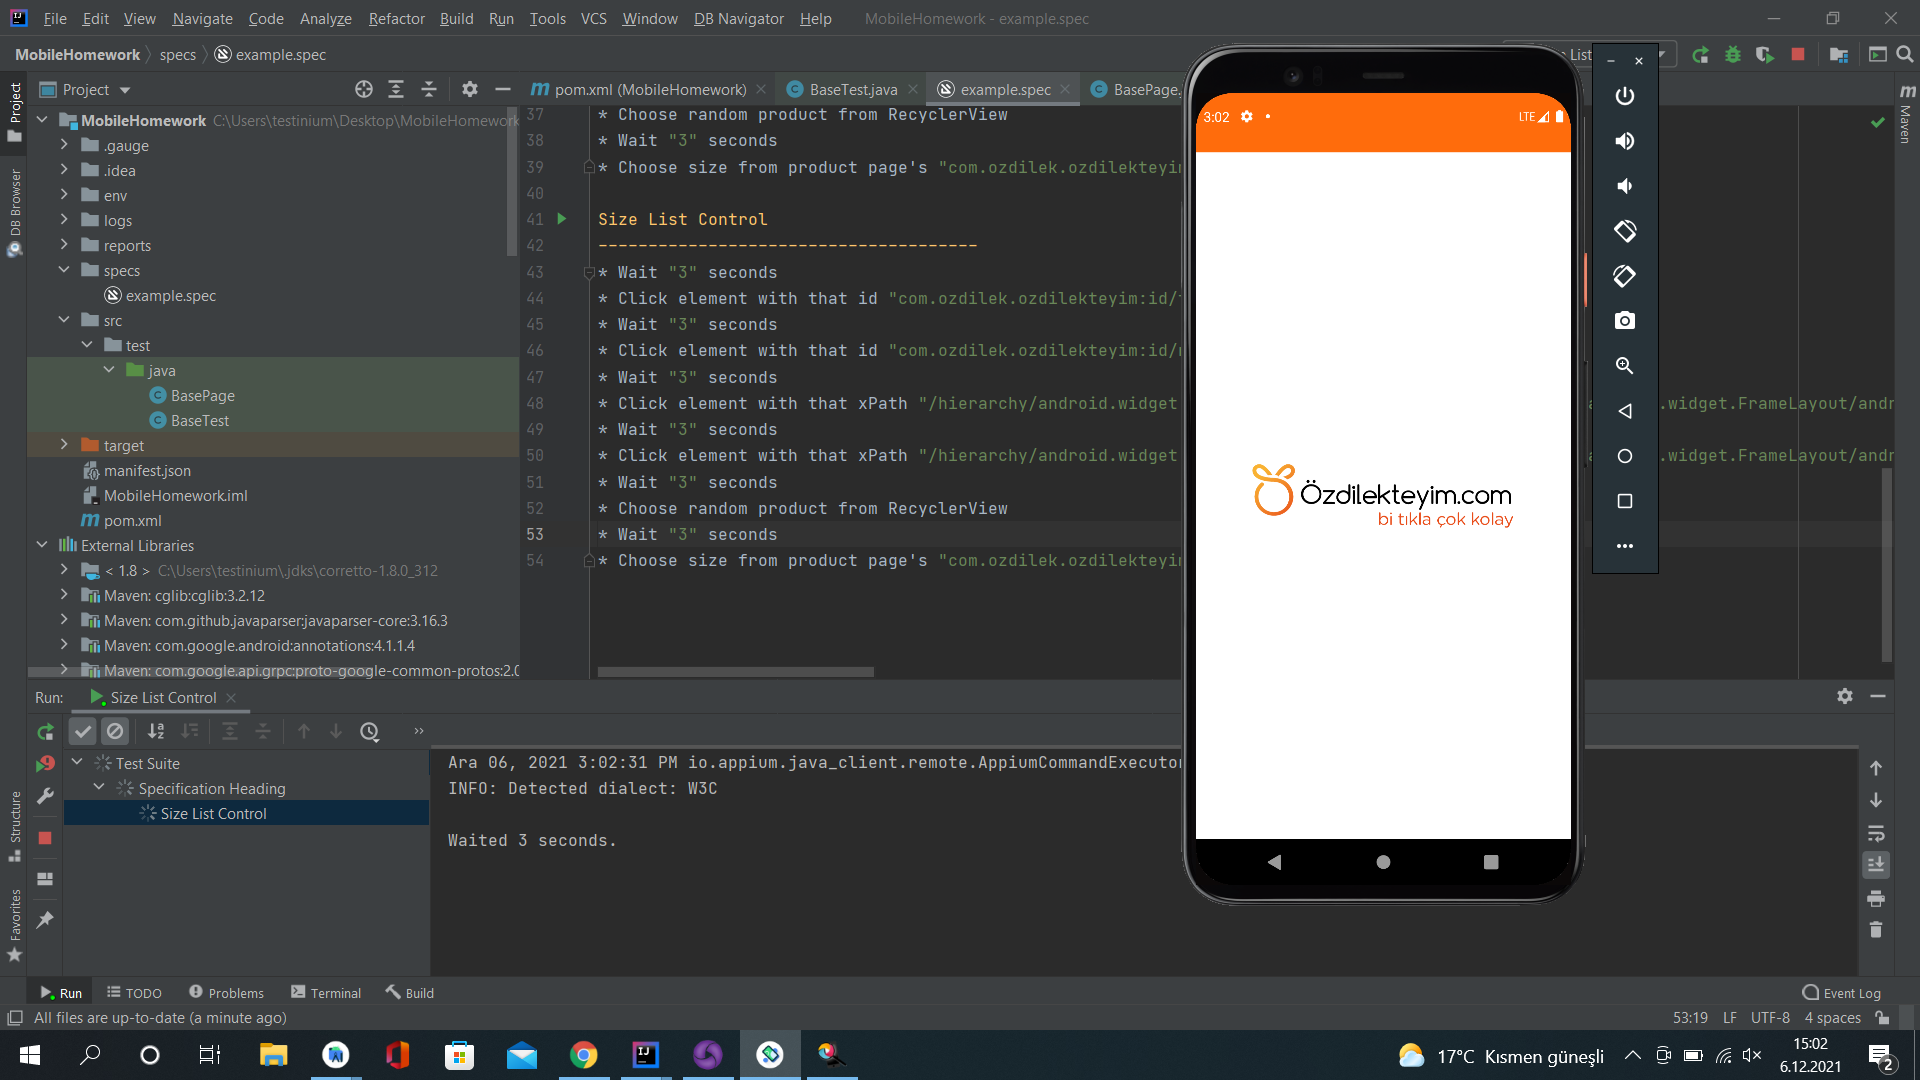 File Edit View Navigate Code Analyze Refactor Build Run Tools VCS Window DB Navigator Help MobileHomework - example.spec
MobileHomework specs example.spec
Project
pom.xml (MobileHomework) BaseTest.java example.spec BasePage.
MobileHomework C:\Users\testinium\Desktop\MobileHomework
.gauge
.idea
env
logs
reports
specs
example.spec
src
test
java
BasePage
BaseTest
target
manifest.json
MobileHomework.iml
pom.xml
External Libraries
< 1.8 > C:\Users\testinium\.jdks\corretto-1.8.0_312
Maven: cglib:cglib:3.2.12
Maven: com.github.javaparser:javaparser-core:3.16.3
Maven: com.google.android:annotations:4.1.1.4
Maven: com.google.api.grpc:proto-google-common-protos:2.0
Project
DB Browser
Structure
Favorites
37 * Choose random product from RecyclerView
38 * Wait "3" seconds
39 * Choose size from product page's "com.ozdilek.ozdilekteyim
40
41 Size List Control
42 --------------------------------------
43 * Wait "3" seconds
44 * Click element with that id "com.ozdilek.ozdilekteyim:id/
45 * Wait "3" seconds
46 * Click element with that id "com.ozdilek.ozdilekteyim:id/
47 * Wait "3" seconds
48 * Click element with that xPath "/hierarchy/android.widget .widget.FrameLayout/andr
49 * Wait "3" seconds
50 * Click element with that xPath "/hierarchy/android.widget .widget.FrameLayout/andr
51 * Wait "3" seconds
52 * Choose random product from RecyclerView
53 * Wait "3" seconds
54 * Choose size from product page's "com.ozdilek.ozdilekteyim
List
m Maven
3:02 LTE
Özdilekteyim.com
bi tıkla çok kolay
Run: Size List Control
Test Suite
Specification Heading
Size List Control
Ara 06, 2021 3:02:31 PM io.appium.java_client.remote.AppiumCommandExecutor
INFO: Detected dialect: W3C
Waited 3 seconds.
Run TODO Problems Terminal Build Event Log
All files are up-to-date (a minute ago) 53:19 LF UTF-8 4 spaces
17°C Kısmen güneşli
15:02
6.12.2021
2